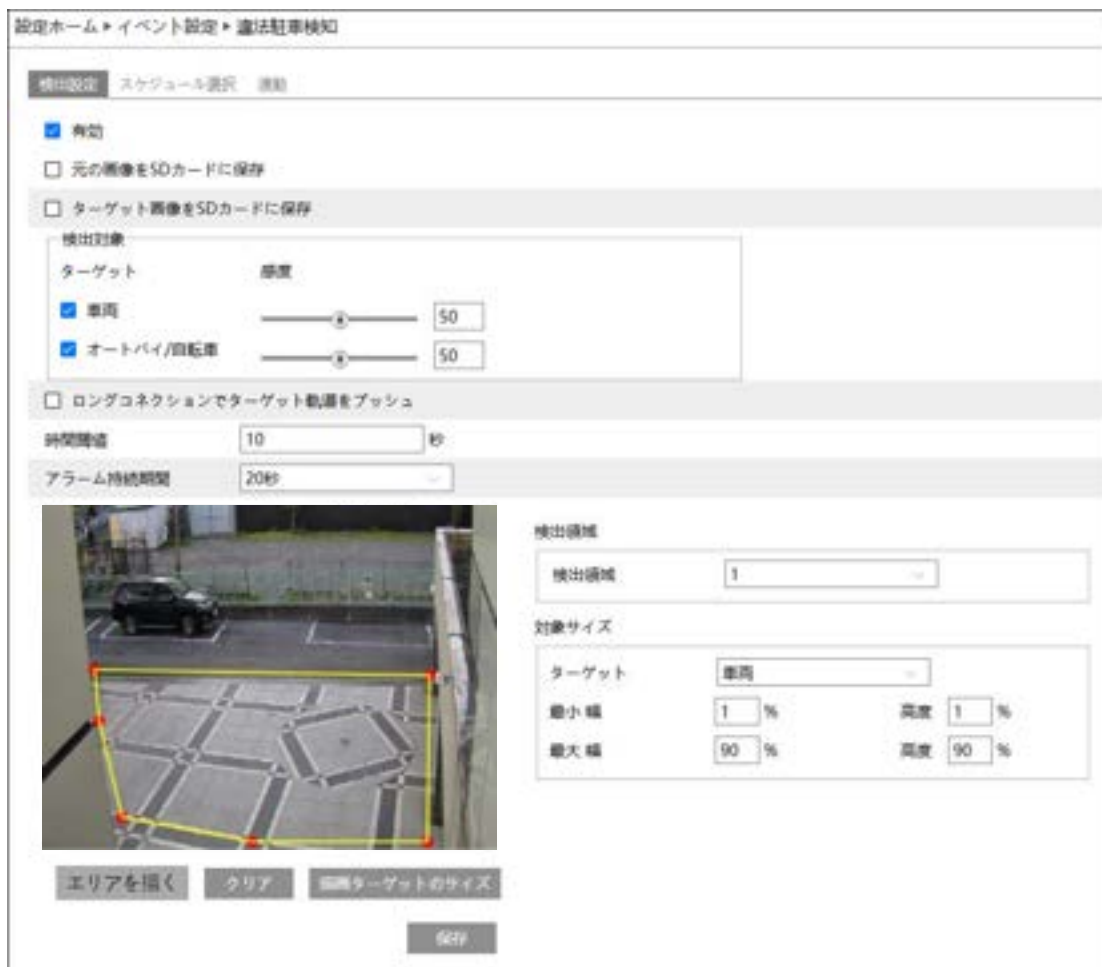 設定ホーム ▸ イベント設定 ▸ 違法駐車検知
検出設定 スケジュール選択 連動
有効
元の画像をSDカードに保存
ターゲット画像をSDカードに保存
検出対象
ターゲット 感度
車両 50
オートバイ/自転車 50
ロングコネクションでターゲット軌道をプッシュ
時間閾値 10 秒
アラーム持続期間 20秒
検出領域
検出領域 1
対象サイズ
ターゲット 車両
最小 幅 1 % 高度 1 %
最大 幅 90 % 高度 90 %
エリアを描く クリア ターゲットのサイズ
保存